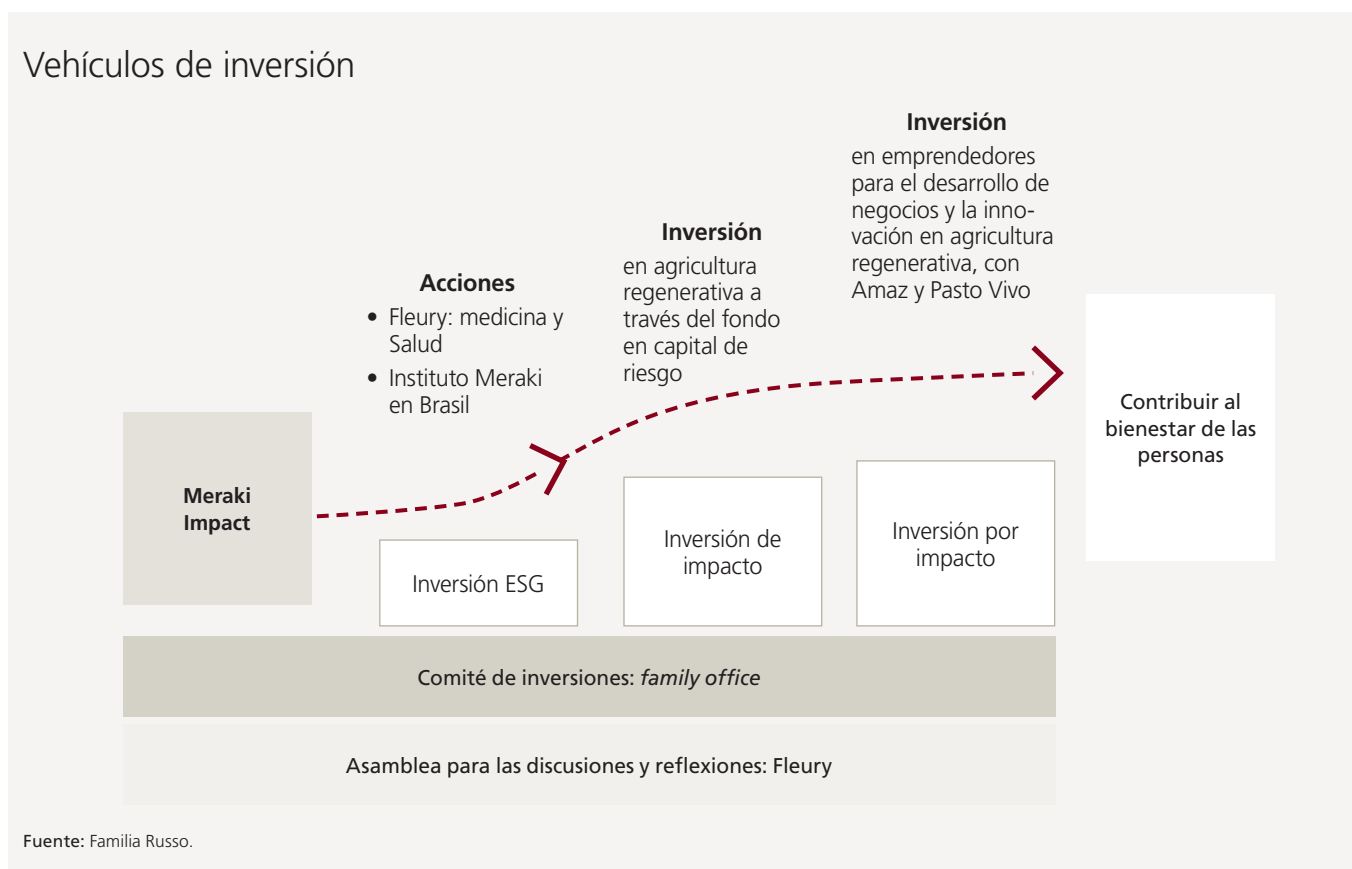 Vehículos de inversión
Acciones
• Fleury: medicina y
Salud
• Instituto Meraki
en Brasil
Inversión
en agricultura
regenerativa a
través del fondo
en capital de
riesgo
Inversión
en emprendedores
para el desarrollo de
negocios y la inno-
vación en agricultura
regenerativa, con
Amaz y Pasto Vivo
Meraki
Impact
Inversión ESG
Inversión de
impacto
Inversión por
impacto
Contribuir al
bienestar de las
personas
Comité de inversiones: family office
Asamblea para las discusiones y reflexiones: Fleury
Fuente: Familia Russo.